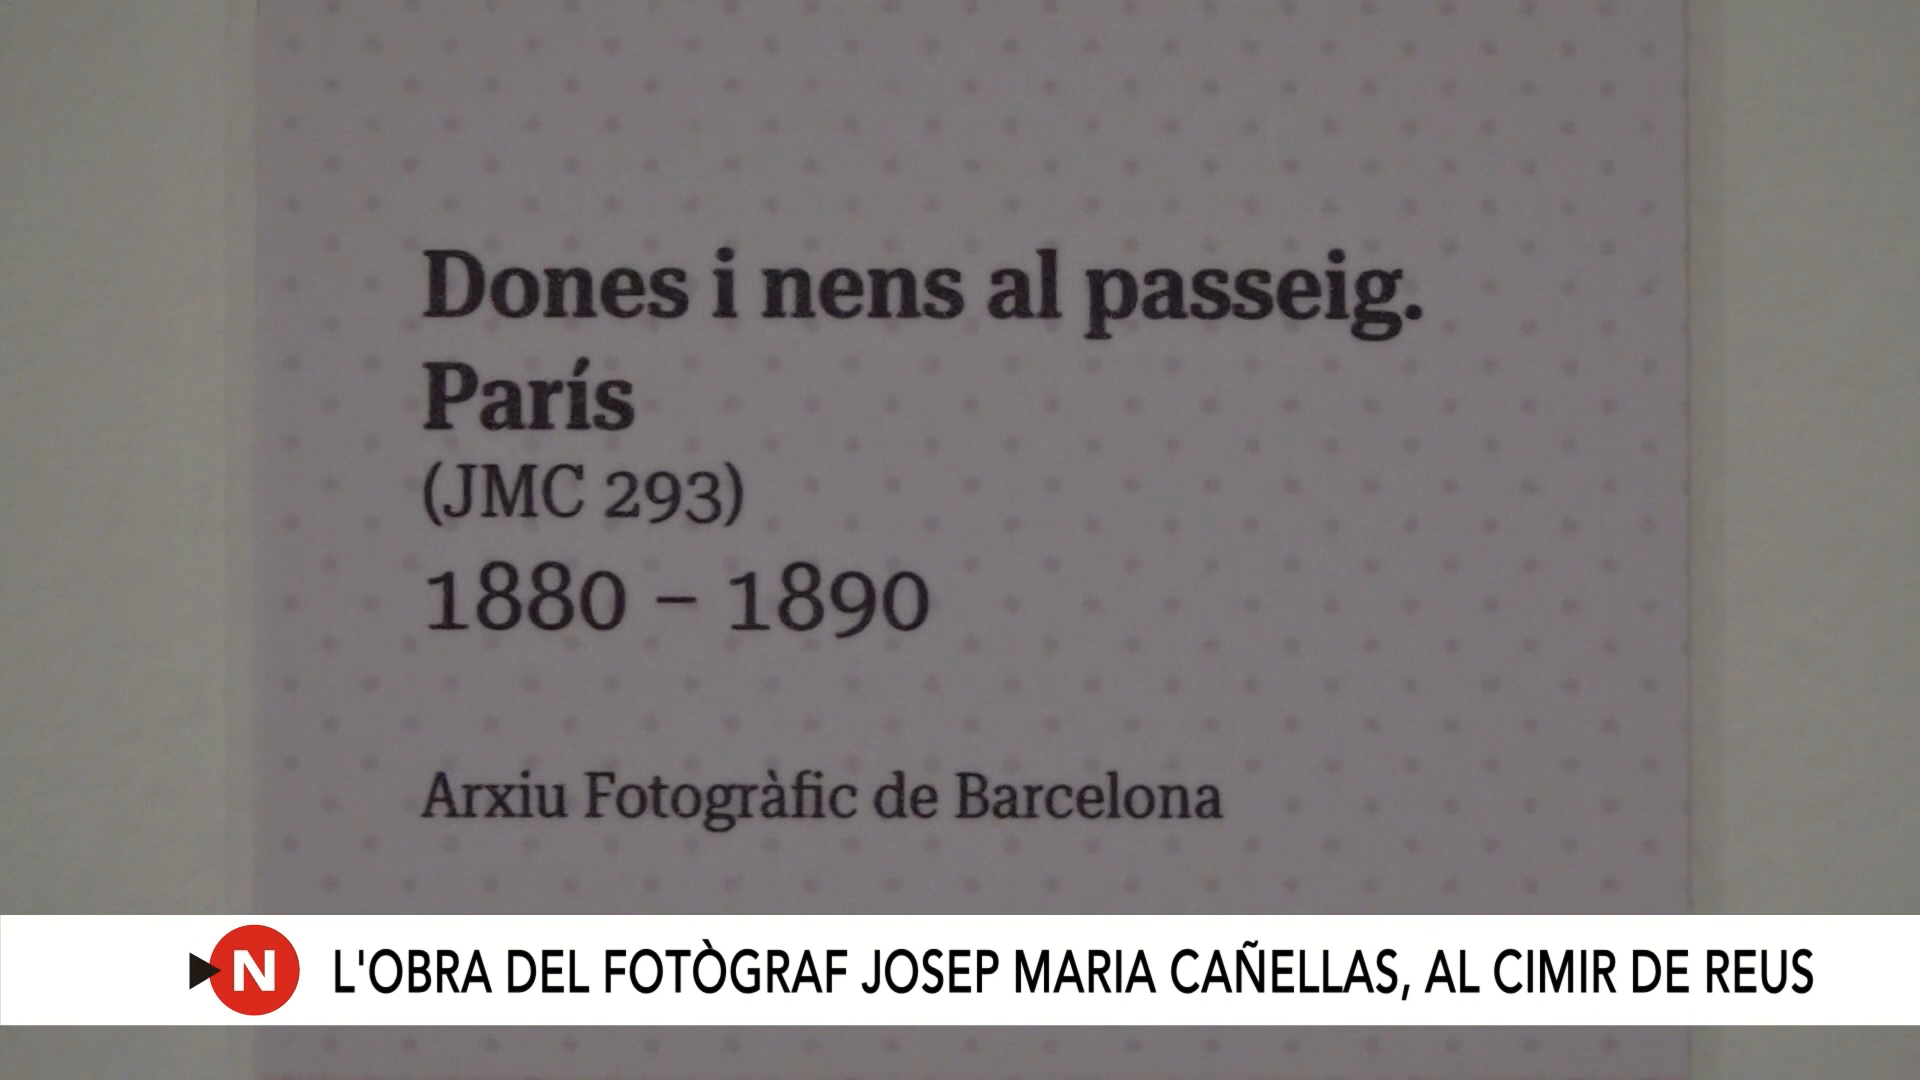 Dones i nens al passeig.
París
(JMC 293)
1880 – 1890
Arxiu Fotogràfic de Barcelona
N L'OBRA DEL FOTÒGRAF JOSEP MARIA CAÑELLAS, AL CIMIR DE REUS